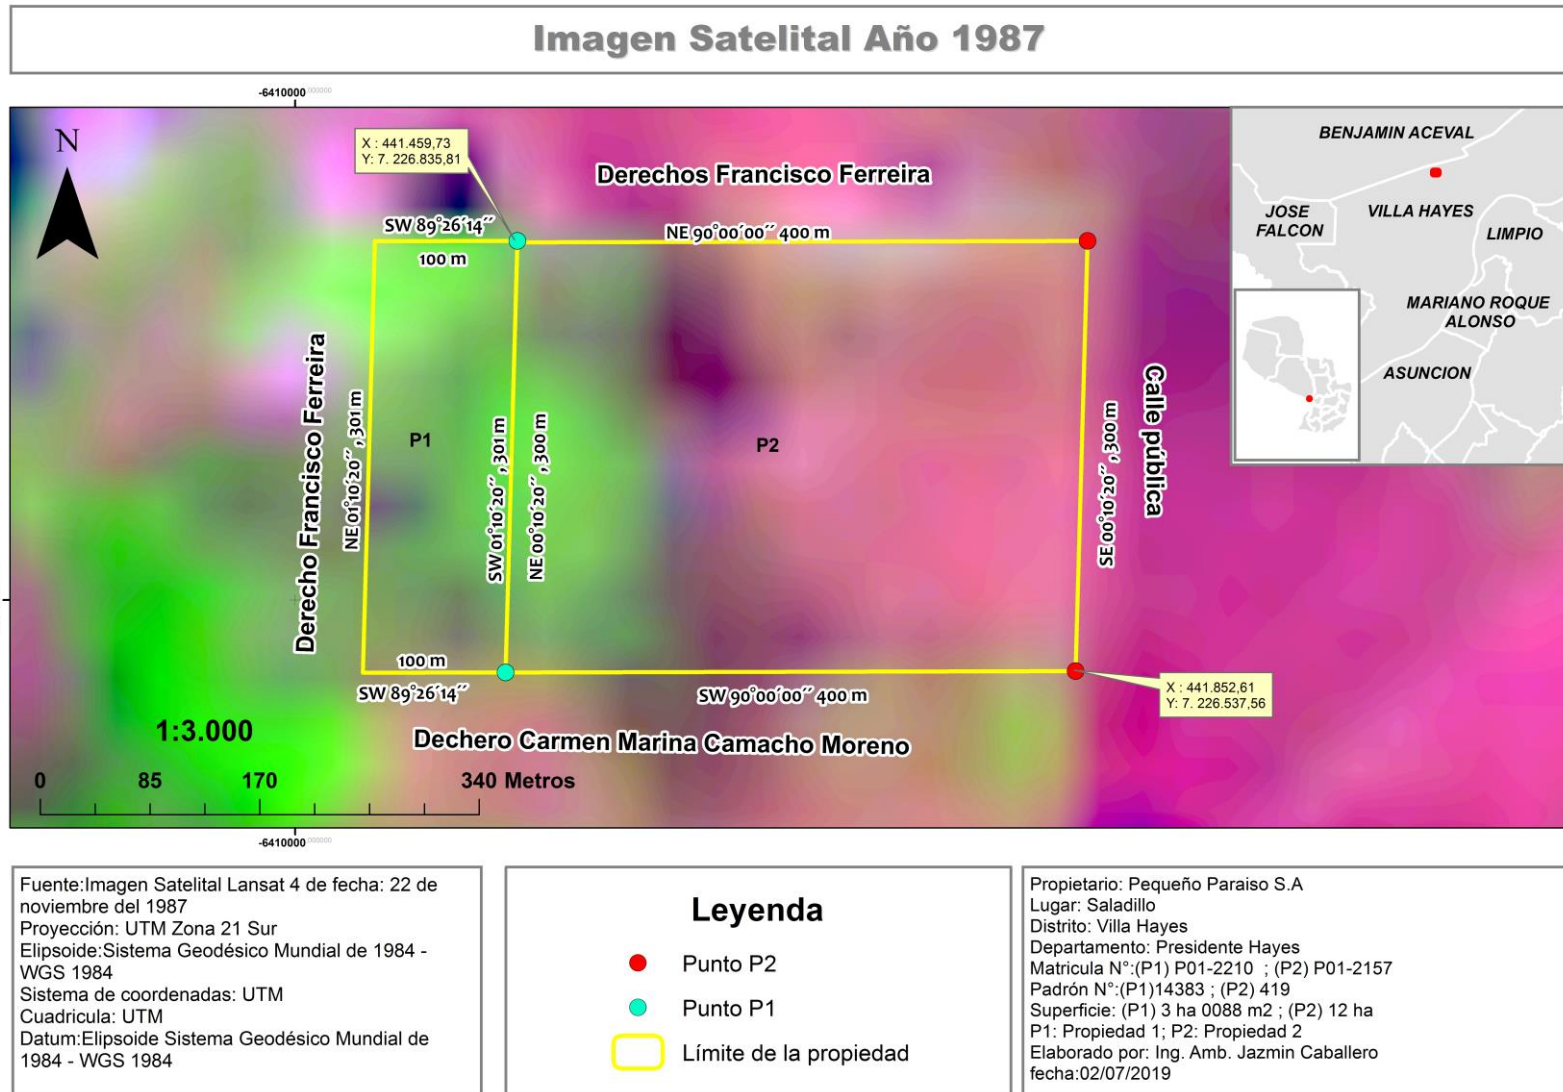 Imagen Satelital Año 1987
-6410000,000000
N
X : 441.459,73
Y: 7. 226.835,81
Derechos Francisco Ferreira
SW 89°26´14´´
100 m
NE 90°00´00´´ 400 m
Derecho Francisco Ferreira
NE 01°10´20´´ , 301 m
P1
SW 01°10´20´´ , 301 m
NE 00°10´20´´ , 300 m
P2
SE 00°10´20´´ , 300 m
Calle pública
100 m
SW 89°26´14´´
SW 90°00´00´´ 400 m
X : 441.852,61
Y: 7. 226.537,56
Dechero Carmen Marina Camacho Moreno
1:3.000
0 85 170 340 Metros
-6410000,000000
BENJAMIN ACEVAL
JOSE
FALCON
VILLA HAYES
LIMPIO
MARIANO ROQUE
ALONSO
ASUNCION
Fuente:Imagen Satelital Lansat 4 de fecha: 22 de
noviembre del 1987
Proyección: UTM Zona 21 Sur
Elipsoide:Sistema Geodésico Mundial de 1984 -
WGS 1984
Sistema de coordenadas: UTM
Cuadricula: UTM
Datum:Elipsoide Sistema Geodésico Mundial de
1984 - WGS 1984
Leyenda
Punto P2
Punto P1
Límite de la propiedad
Propietario: Pequeño Paraiso S.A
Lugar: Saladillo
Distrito: Villa Hayes
Departamento: Presidente Hayes
Matricula N°:(P1) P01-2210 ; (P2) P01-2157
Padrón N°:(P1)14383 ; (P2) 419
Superficie: (P1) 3 ha 0088 m2 ; (P2) 12 ha
P1: Propiedad 1; P2: Propiedad 2
Elaborado por: Ing. Amb. Jazmin Caballero
fecha:02/07/2019